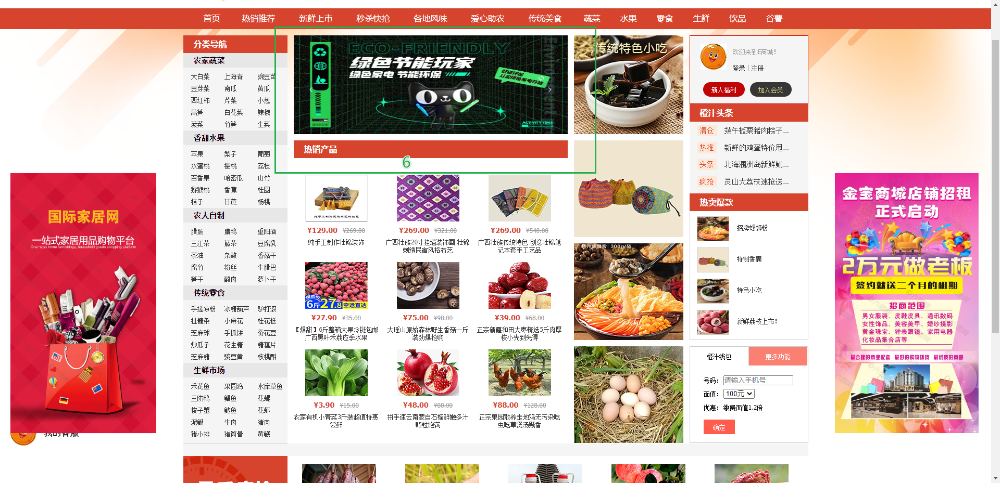 首页 热销推荐 新鲜上市 秒杀快抢 各地风味 爱心助农 传统美食 蔬菜 水果 零食 生鲜 饮品 谷薯
分类导航
农家蔬菜
大白菜 上海青 豌豆苗
豆芽菜 南瓜 黄瓜
西红柿 芹菜 小葱
莴笋 白花菜 辣椒
菠菜 竹笋 生菜
香甜水果
苹果 梨子 葡萄
水蜜桃 樱桃 荔枝
百香果 哈密瓜 山竹
猕猴桃 香蕉 桂圆
桔子 甘蔗 杨桃
农人自制
腊肠 腊鸭 重阳酒
三江茶 藤茶 豆腐乳
茶油 杂酸 香菇干
腐竹 粉丝 牛腊巴
笋干 酸肉 萝卜干
传统零食
手搓凉粉 冰糖葫芦 驴打滚
扯糖条 小麻花 桂花糕
芝麻球 手抓饼 蚕花豆
炒瓜子 花生糖 糖藕片
芝麻糖 豌豆黄 核桃酥
生鲜市场
禾花鱼 果园鸡 水库草鱼
三防鸭 鲳鱼 花螺
梭子蟹 鲍鱼 花虾
泥鳅 牛肉 猪肉
猪小排 猪筒骨 黄鳝
ECO-FRIENDLY
绿色节能玩家
绿色家电 节能环保
低碳环保
从买绿色家电开始
ACTIVITY TIME
热销产品
6
¥129.00 ¥269.00
纯手工制作壮锦装饰
¥269.00 ¥321.00
广西壮族20寸挂墙装饰画 壮锦
刺绣民宿风格布艺
¥269.00 ¥540.00
广西壮族传统特色 创意壮锦笔
记本套手工艺品
爆卖价
6斤27.8 空运直达
¥27.90 ¥35.00
【爆甜】6斤整箱大果冷链包邮
广西黑叶禾荔应季水果
¥75.00 ¥98.00
大瑶山原始森林野生香菇一斤
装劲爆抢购
¥39.00 ¥68.00
正宗新疆和田大枣精选5斤肉厚
核小先到先得
¥3.90 ¥15.00
农家有机小青菜3斤装超值特惠
尝鲜
¥48.00 ¥88.00
拼手速云南蒙自石榴鲜嫩多汁
颗粒饱满
¥88.00 ¥128.00
正宗果园散养走地鸡无污染吃
虫吃草煲汤贼香
传统特色小吃
柳州螺蛳粉 300g/袋
欢迎来到E商城!
登录 | 注册
新人福利 加入会员
橙汁头条
清仓 端午板栗猪肉粽子...
热推 新鲜的鸡蛋特价甩...
头条 北海涠洲岛新鲜鱿...
疯抢 灵山大荔枝速抢送...
热卖爆款
招牌螺蛳粉
特制香囊
特色小吃
新鲜荔枝上市!
橙汁钱包 更多功能
号码: 请输入手机号
面值: 100元
优惠: 缴费面值1.2倍
确定
国际家居网
一站式家居用品购物平台
One-stop home furnishings, household goods shopping platform
我的客服
金宝商城店铺招租
正式启动
2万元做老板
签约就送二个月的租期
招商范围
男女服装、皮鞋皮具、通讯数码
女性饰品、美容美甲、婚纱摄影
黄金珠宝、钟表眼镜、家用电器
化妆品集合店等
最合理的商业配套 最好的购物环境 最优质的商圈